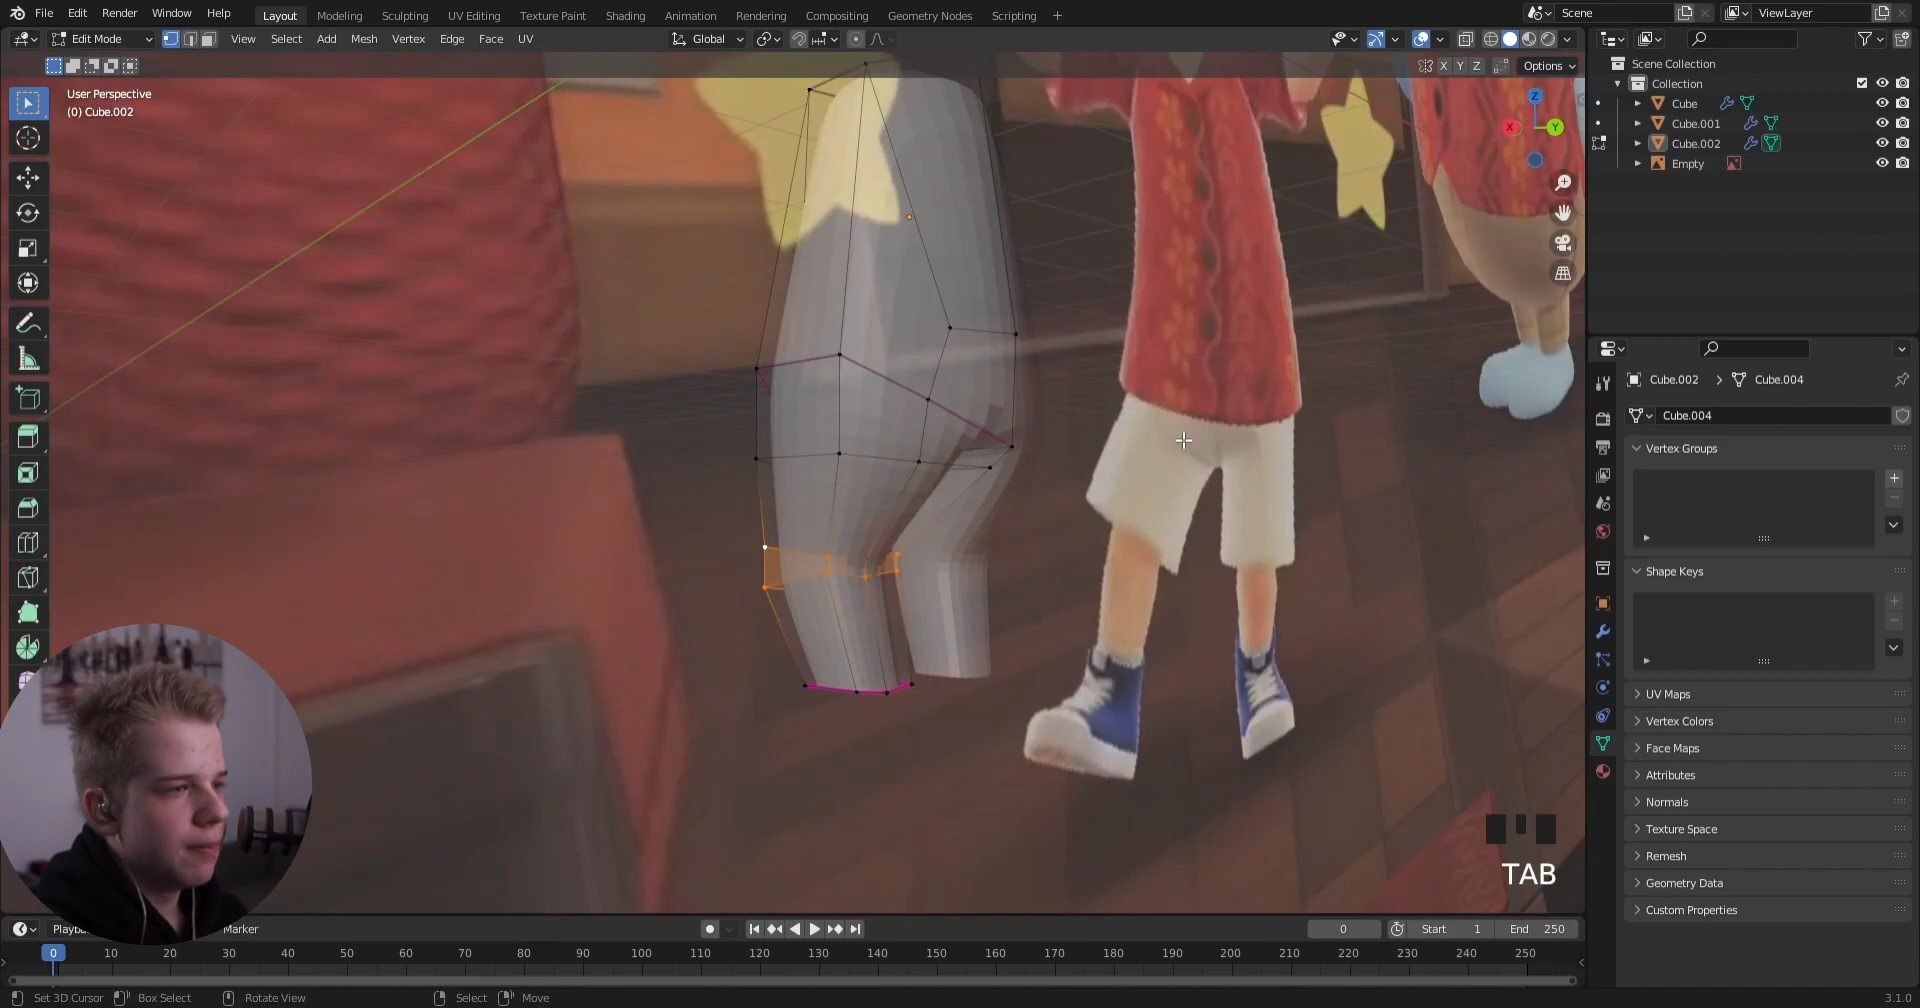 File Edit Render Window Help Layout Modeling Sculpting UV Editing Texture Paint Shading Animation Rendering Compositing Geometry Nodes Scripting + Scene ViewLayer
Edit Mode View Select Add Mesh Vertex Edge Face UV Global
X Y Z Options
User Perspective
(0) Cube.002
Z
X Y
Scene Collection
Collection
Cube
Cube.001
Cube.002
Empty
Cube.002 > Cube.004
Cube.004
Vertex Groups
Shape Keys
UV Maps
Vertex Colors
Face Maps
Attributes
Normals
Texture Space
Remesh
Geometry Data
Custom Properties
TAB
Marker 0 Start 1 End 250
0 10 20 30 40 50 60 70 80 90 100 110 120 130 140 150 160 170 180 190 200 210 220 230 240 250
Set 3D Cursor Box Select Rotate View Select Move 3.1.0